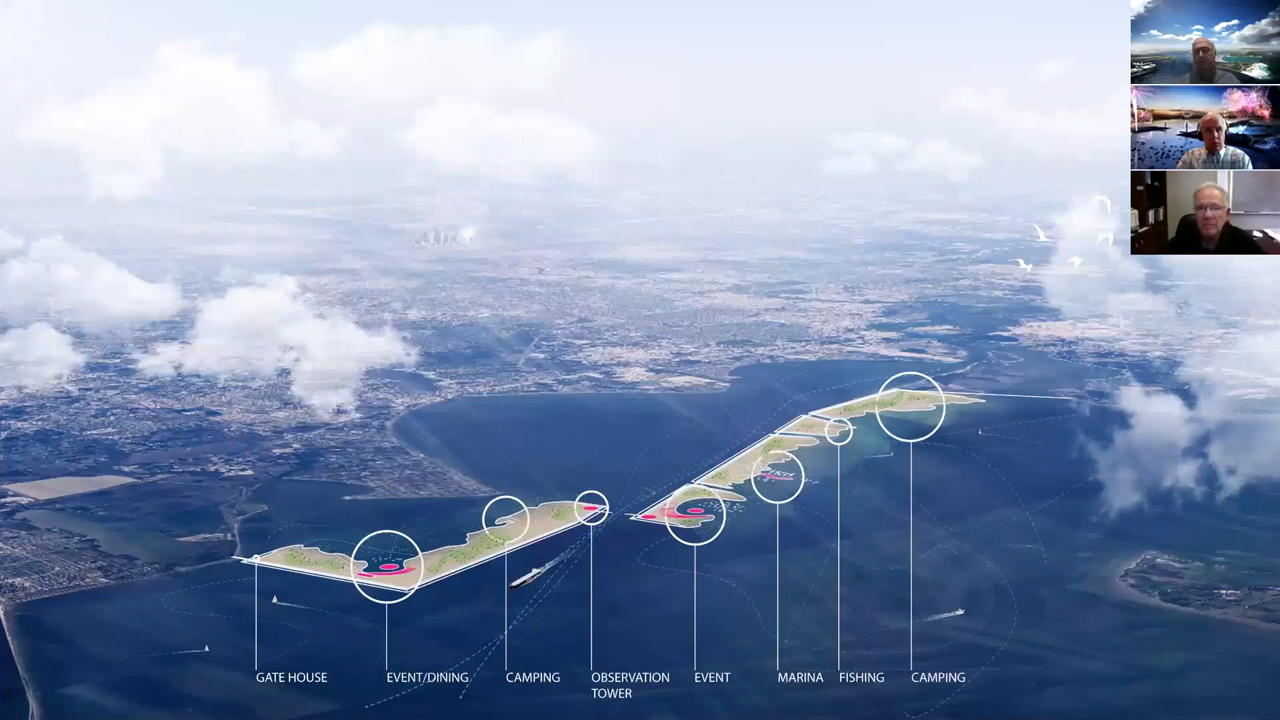 GATE HOUSE
EVENT/DINING
CAMPING
OBSERVATION
TOWER
EVENT
MARINA
FISHING
CAMPING